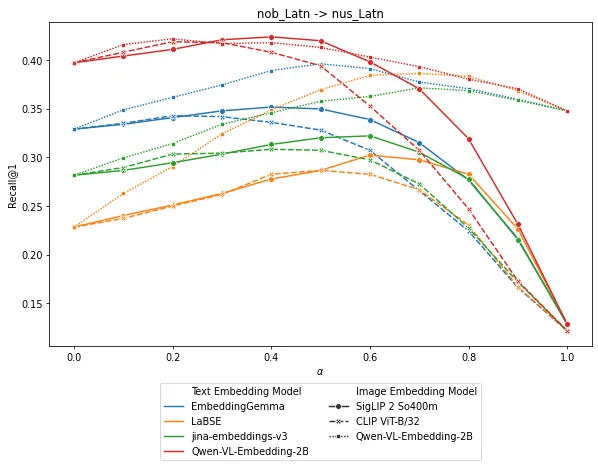 nob_Latn -> nus_Latn
Recall@1
0.40
0.35
0.30
0.25
0.20
0.15
0.0 0.2 0.4 0.6 0.8 1.0
α
Text Embedding Model
EmbeddingGemma
LaBSE
jina-embeddings-v3
Qwen-VL-Embedding-2B
Image Embedding Model
SigLIP 2 So400m
CLIP ViT-B/32
Qwen-VL-Embedding-2B